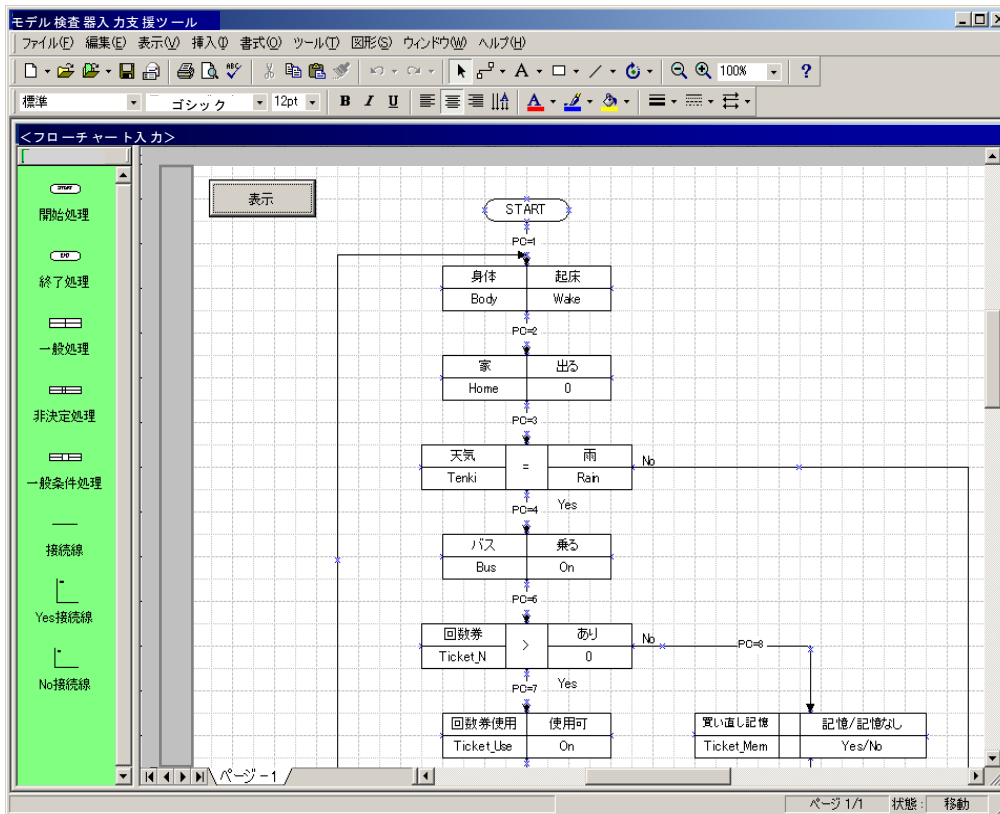 モデル検査器入力支援ツール
ファイル(F) 編集(E) 表示(V) 挿入(I) 書式(O) ツール(T) 図形(S) ウィンドウ(W) ヘルプ(H)
100%
標準 ゴシック 12pt B I U A
<フローチャート入力>
表示
START
開始処理
END
終了処理
一般処理
非決定処理
一般条件処理
接続線
Yes接続線
No接続線
START
PC=1
身体 起床
Body Wake
PC=2
家 出る
Home 0
PC=3
天気 = 雨
Tenki Rain
No
PC=4 Yes
バス 乗る
Bus On
PC=6
回数券 > あり
Ticket_N 0
No
PC=8
PC=7 Yes
回数券使用 使用可
Ticket_Use On
買い直し記憶 記憶/記憶なし
Ticket_Mem Yes/No
ページ-1
ページ 1/1 状態: 移動